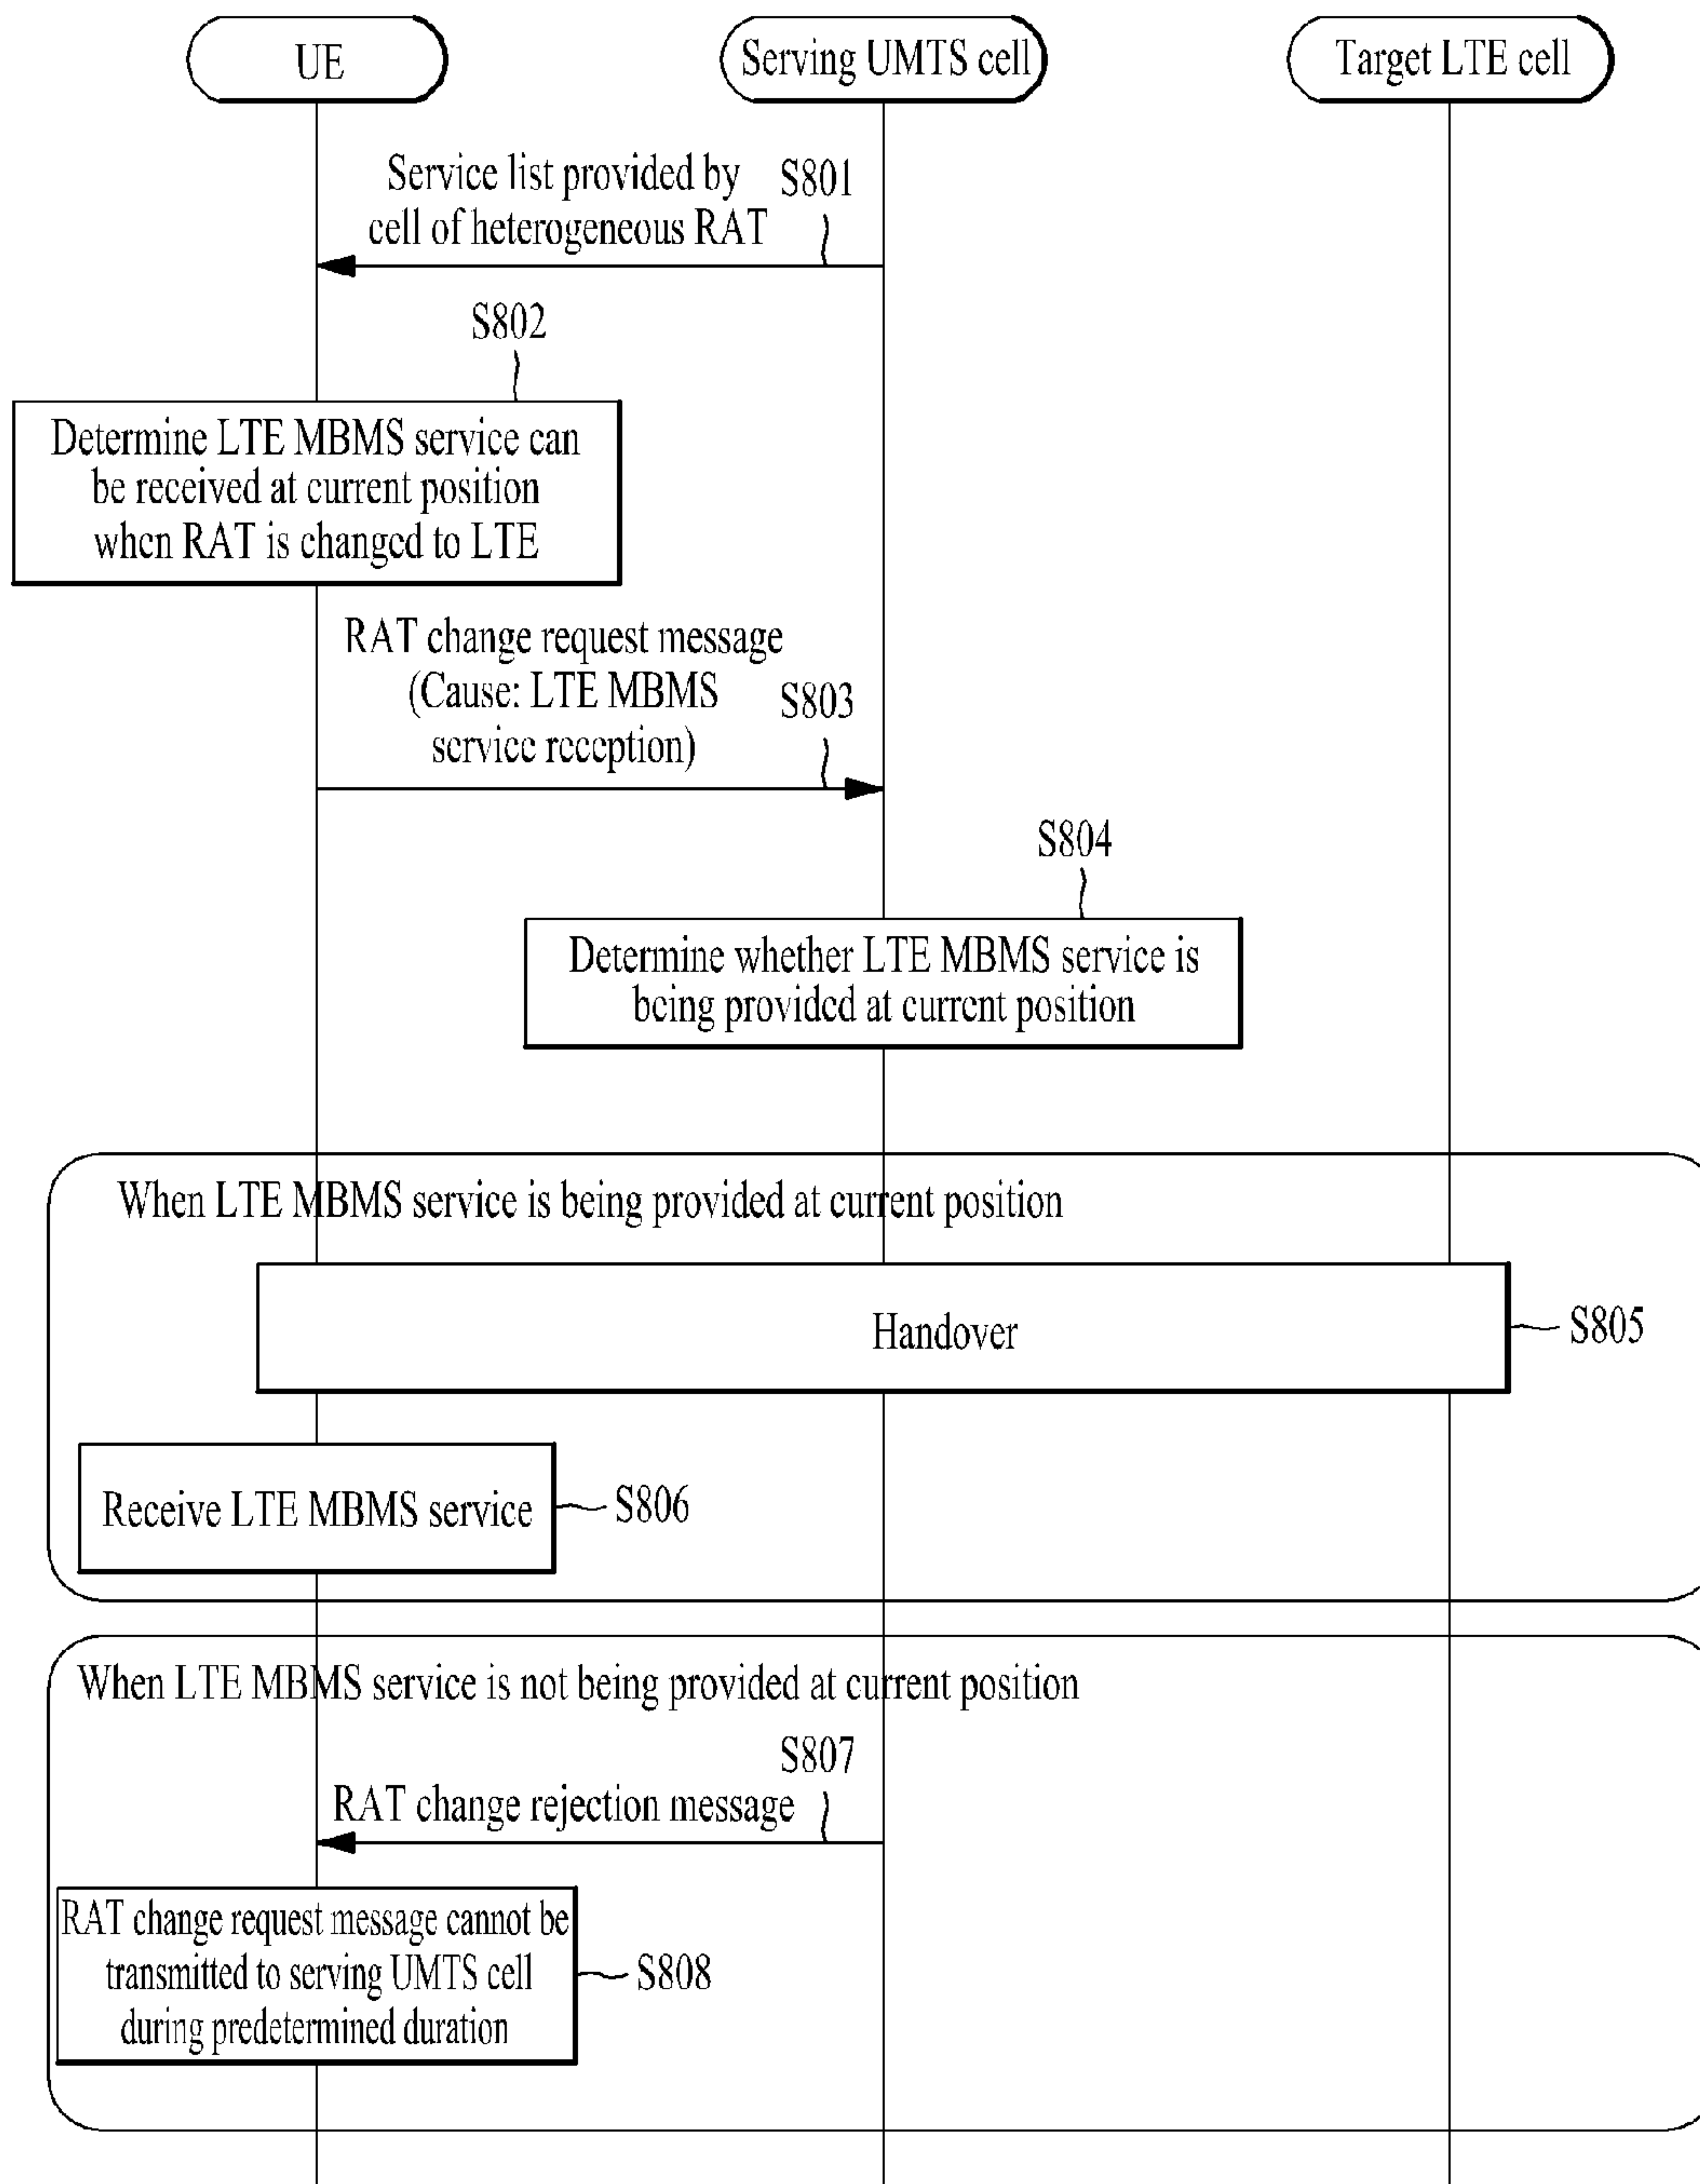 UE
Serving UMTS cell
Target LTE cell
Service list provided by
cell of heterogeneous RAT
S801
S802
Determine LTE MBMS service can
be received at current position
when RAT is changed to LTE
RAT change request message
(Cause: LTE MBMS
service reception)
S803
S804
Determine whether LTE MBMS service is
being provided at current position
When LTE MBMS service is being provided at current position
Handover
S805
Receive LTE MBMS service
S806
When LTE MBMS service is not being provided at current position
S807
RAT change rejection message
RAT change request message cannot be
transmitted to serving UMTS cell
during predetermined duration
S808